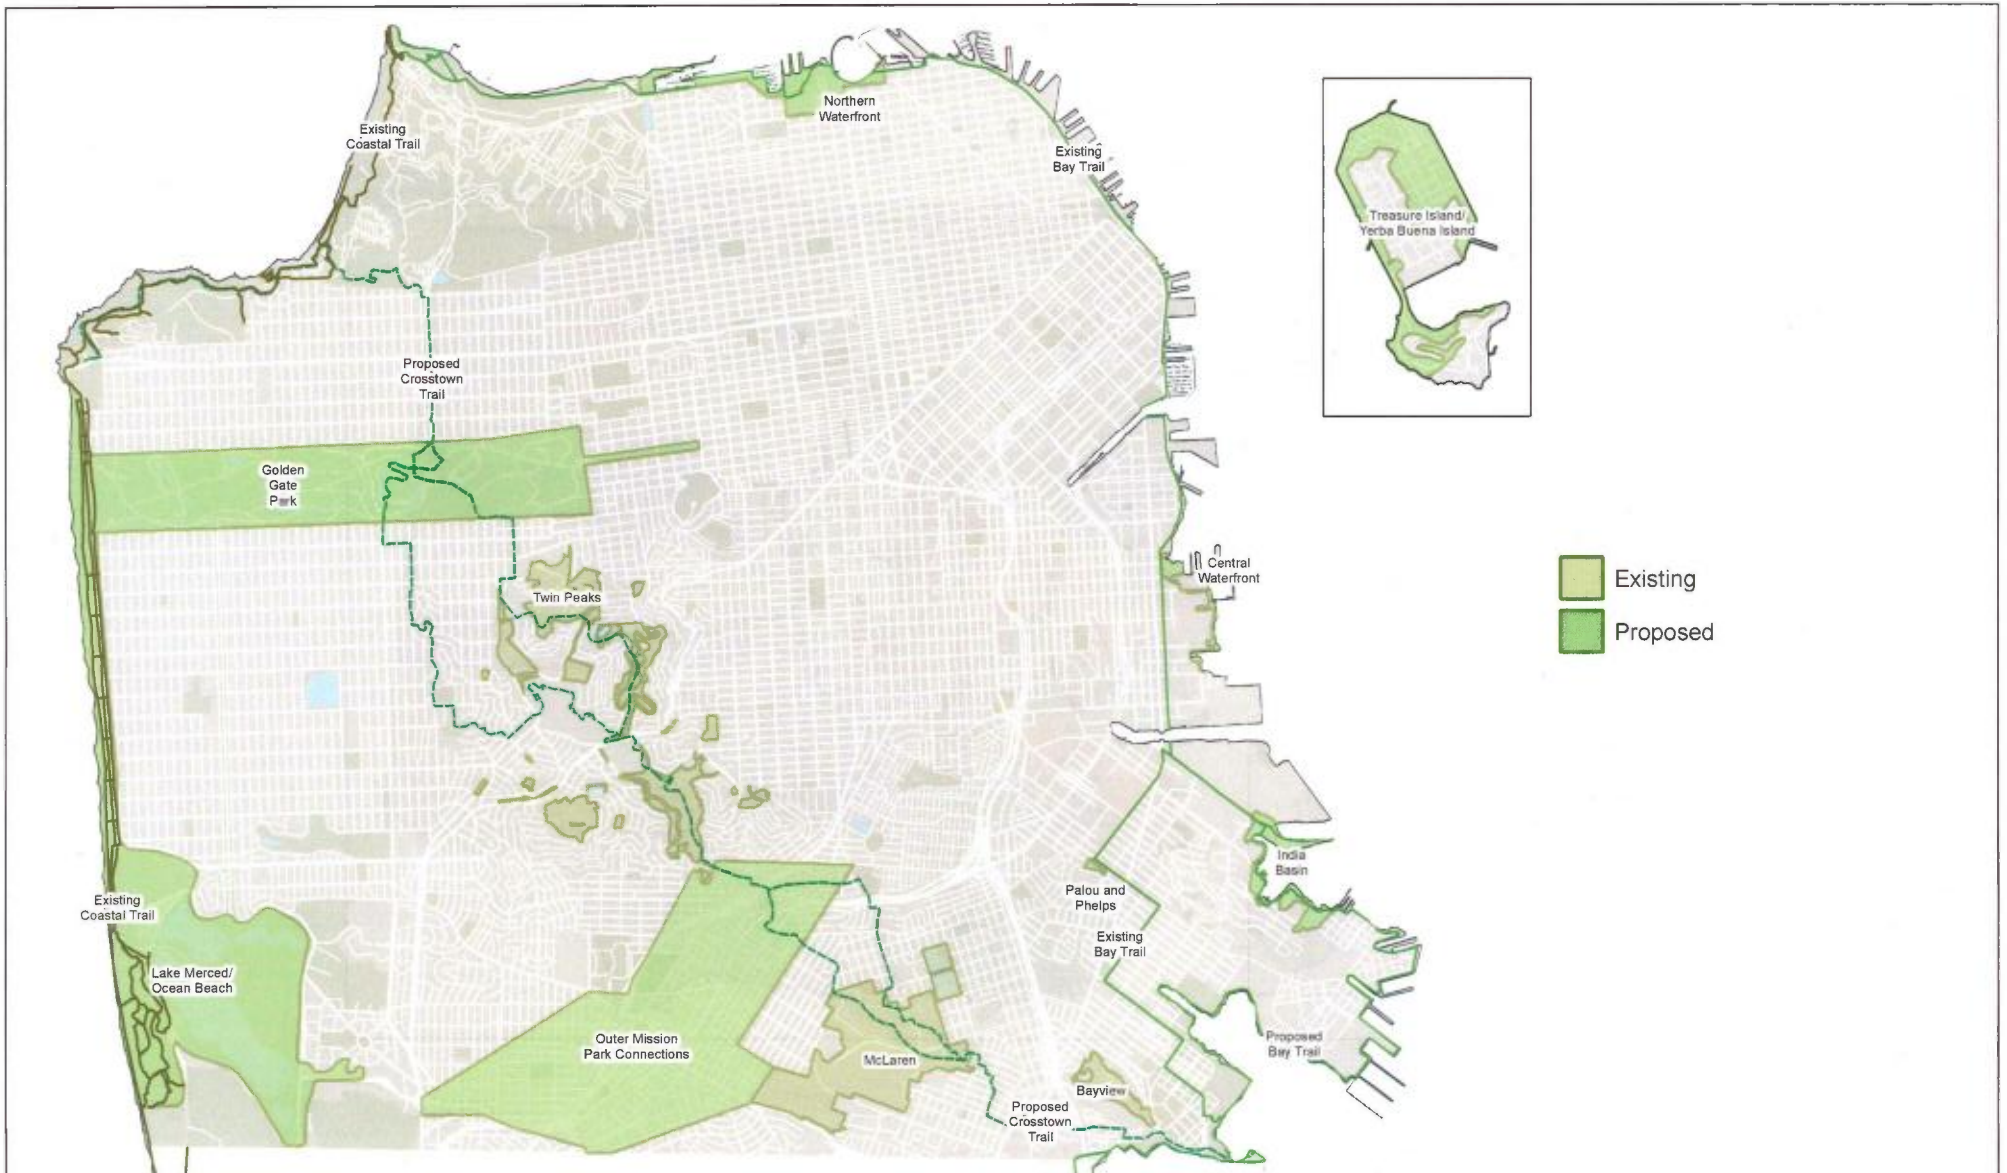 Northern
Waterfront
Existing
Coastal Trail
Existing
Bay Trail
Treasure Island/
Yerba Buena Island
Proposed
Crosstown
Trail
Golden
Gate
Park
Central
Waterfront
Existing
Proposed
Twin Peaks
India
Basin
Palou and
Phelps
Existing
Coastal Trail
Existing
Bay Trail
Lake Merced/
Ocean Beach
Outer Mission
Park Connections
McLaren
Proposed
Bay Trail
Bayview
Proposed
Crosstown
Trail